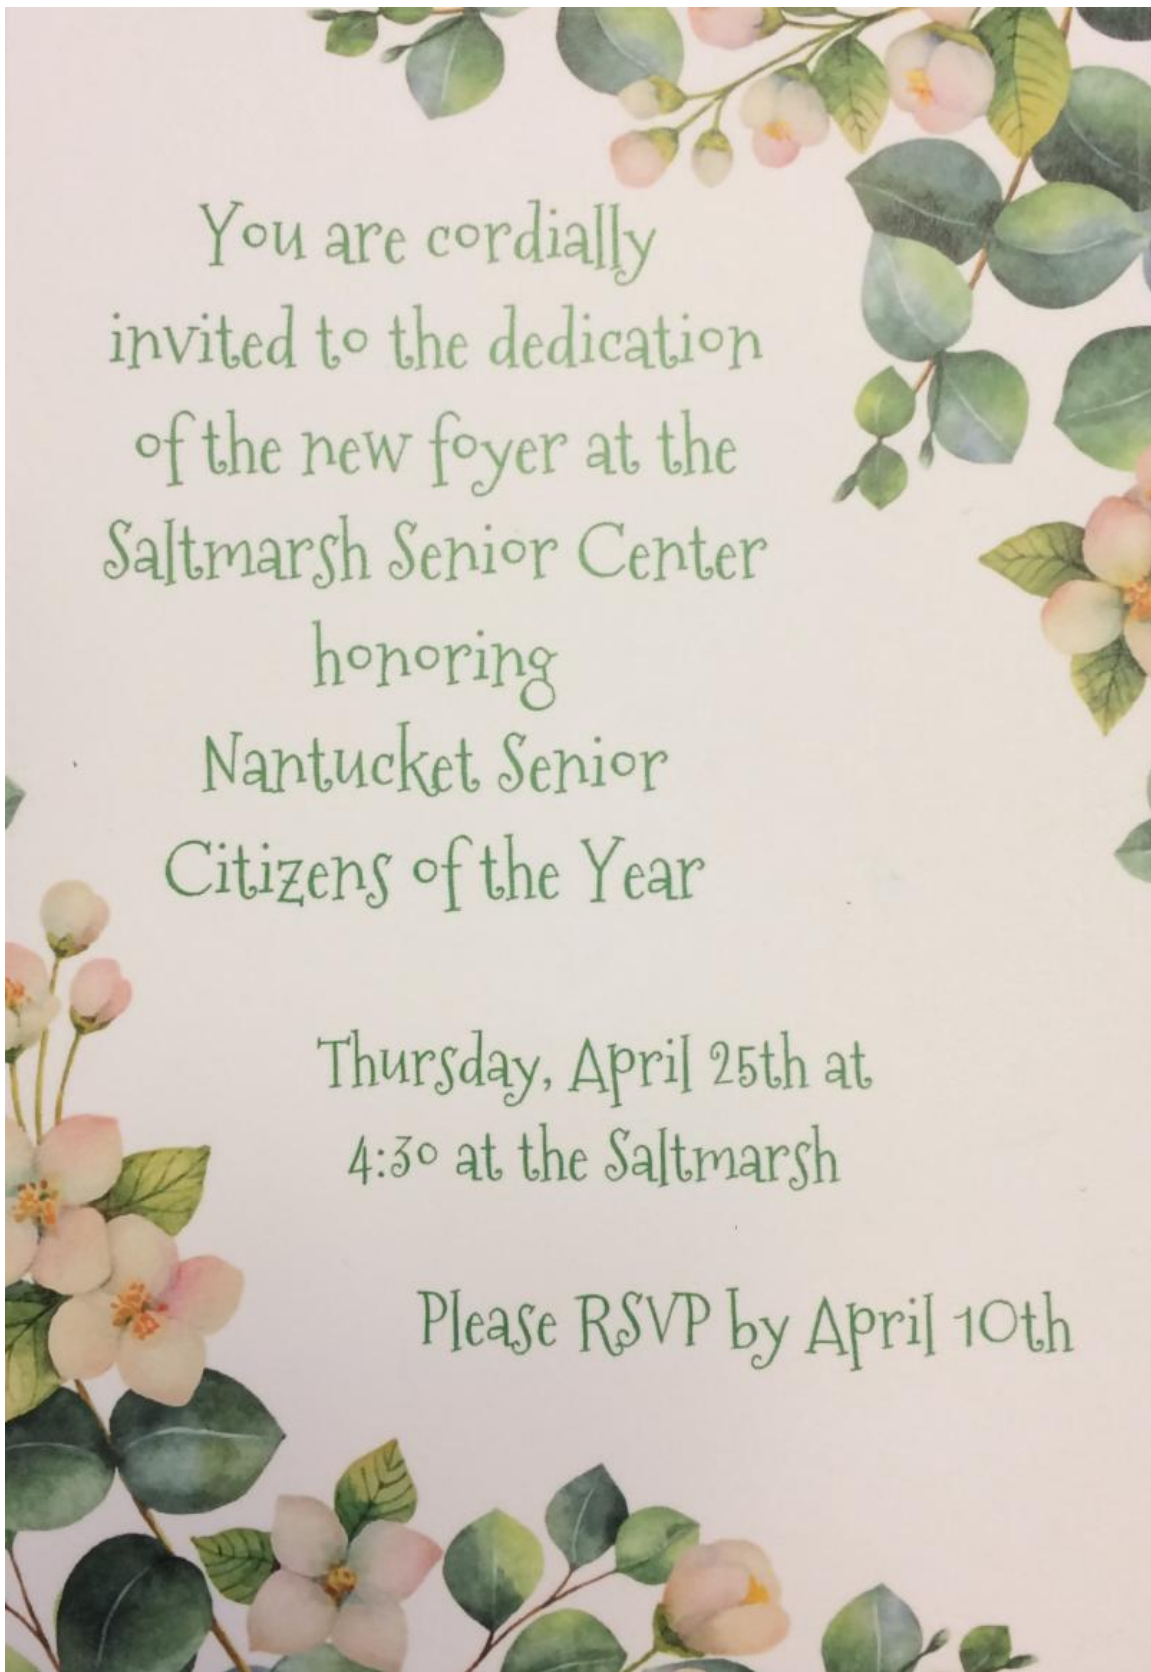 You are cordially
invited to the dedication
of the new foyer at the
Saltmarsh Senior Center
honoring
Nantucket Senior
Citizens of the Year
Thursday, April 25th at
4:30 at the Saltmarsh
Please RSVP by April 10th